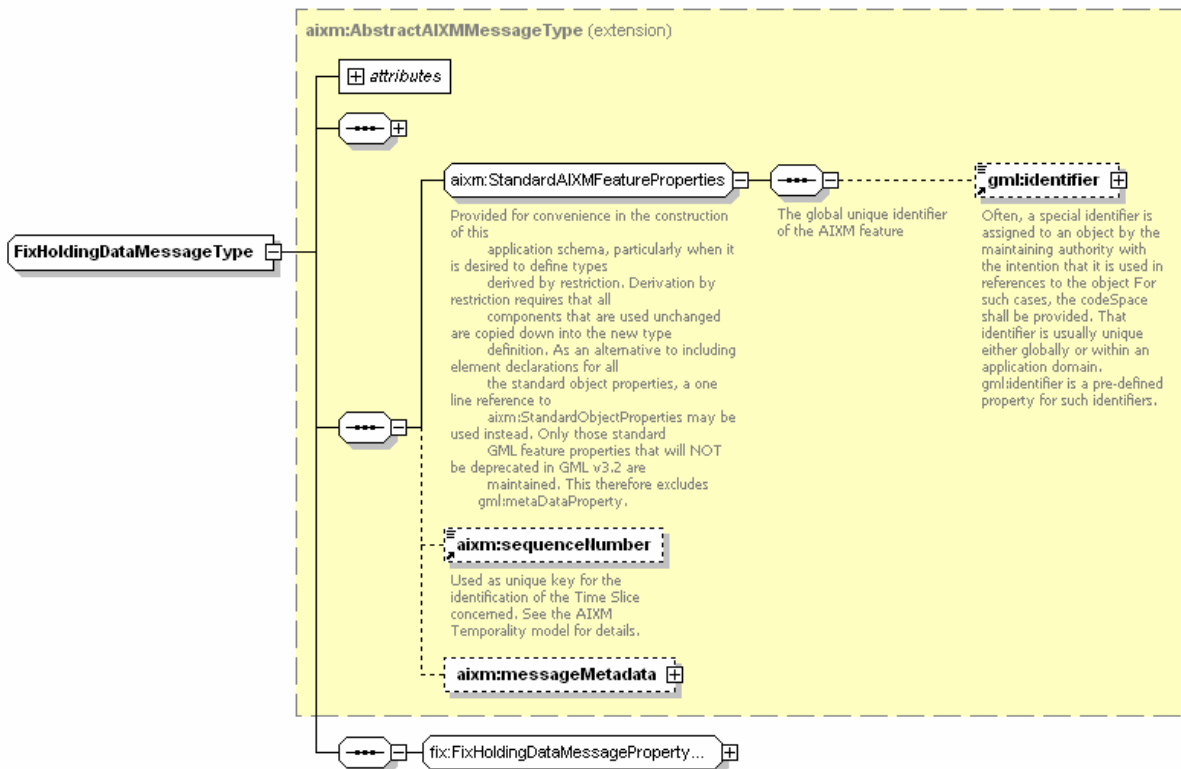 aixm:AbstractAIXMMessageType (extension)
attributes
FixHoldingDataMessageType
aixm:StandardAIXMFeatureProperties
Provided for convenience in the construction
of this
application schema, particularly when it
is desired to define types
derived by restriction. Derivation by
restriction requires that all
components that are used unchanged
are copied down into the new type
definition. As an alternative to including
element declarations for all
the standard object properties, a one
line reference to
aixm:StandardObjectProperties may be
used instead. Only those standard
GML feature properties that will NOT
be deprecated in GML v3.2 are
maintained. This therefore excludes
gml:metaDataProperty.
The global unique identifier
of the AIXM feature
gml:identifier
Often, a special identifier is
assigned to an object by the
maintaining authority with
the intention that it is used in
references to the object For
such cases, the codeSpace
shall be provided. That
identifier is usually unique
either globally or within an
application domain.
gml:identifier is a pre-defined
property for such identifiers.
aixm:sequenceNumber
Used as unique key for the
identification of the Time Slice
concerned. See the AIXM
Temporality model for details.
aixm:messageMetadata
fix:FixHoldingDataMessageProperty...